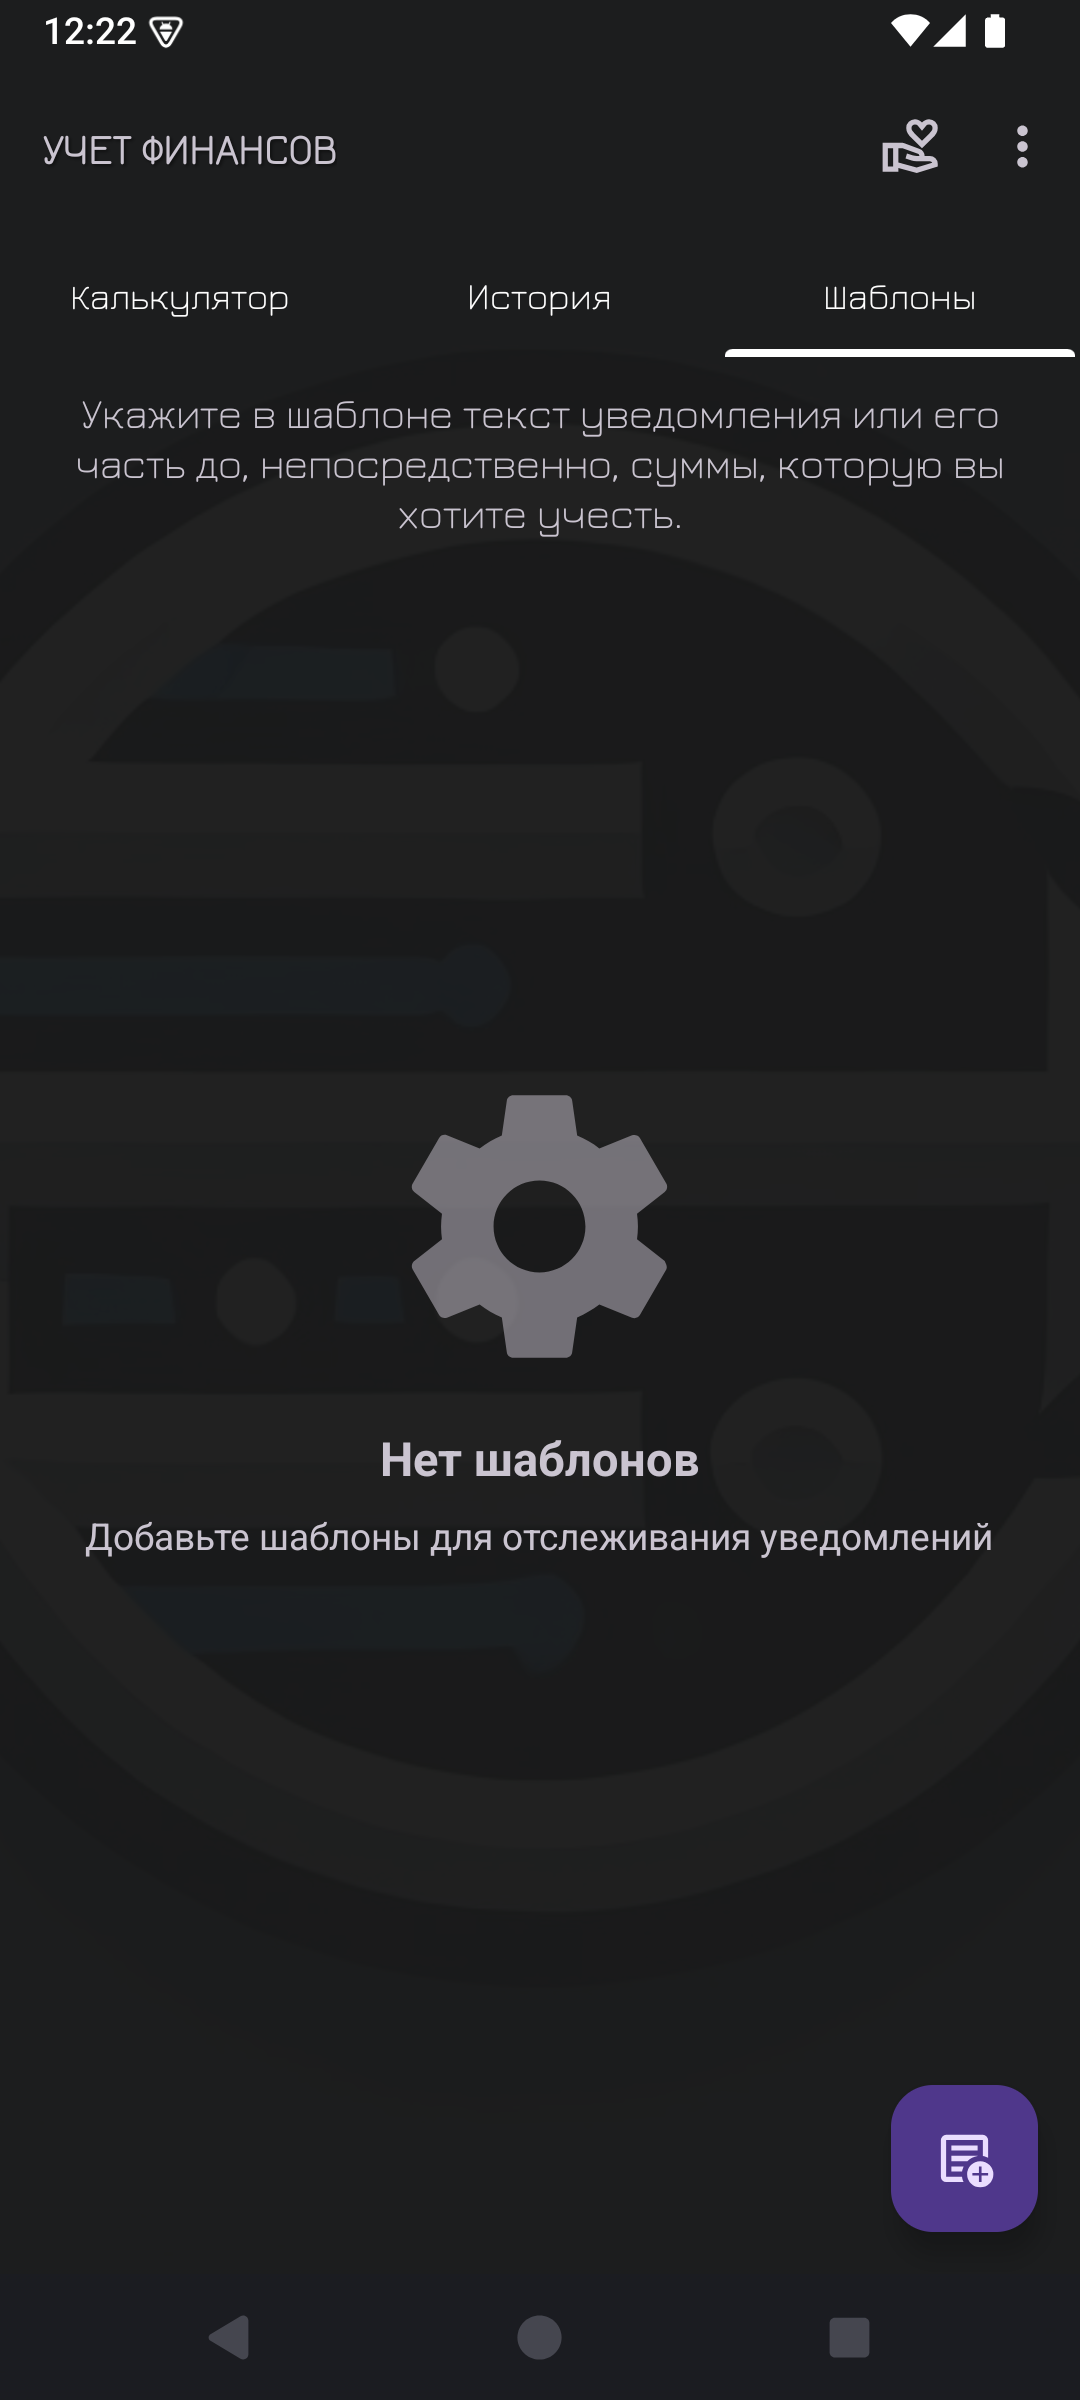 12:22
УЧЕТ ФИНАНСОВ
Калькулятор
История
Шаблоны
Укажите в шаблоне текст уведомления или его
часть до, непосредственно, суммы, которую вы
хотите учесть.
Нет шаблонов
Добавьте шаблоны для отслеживания уведомлений